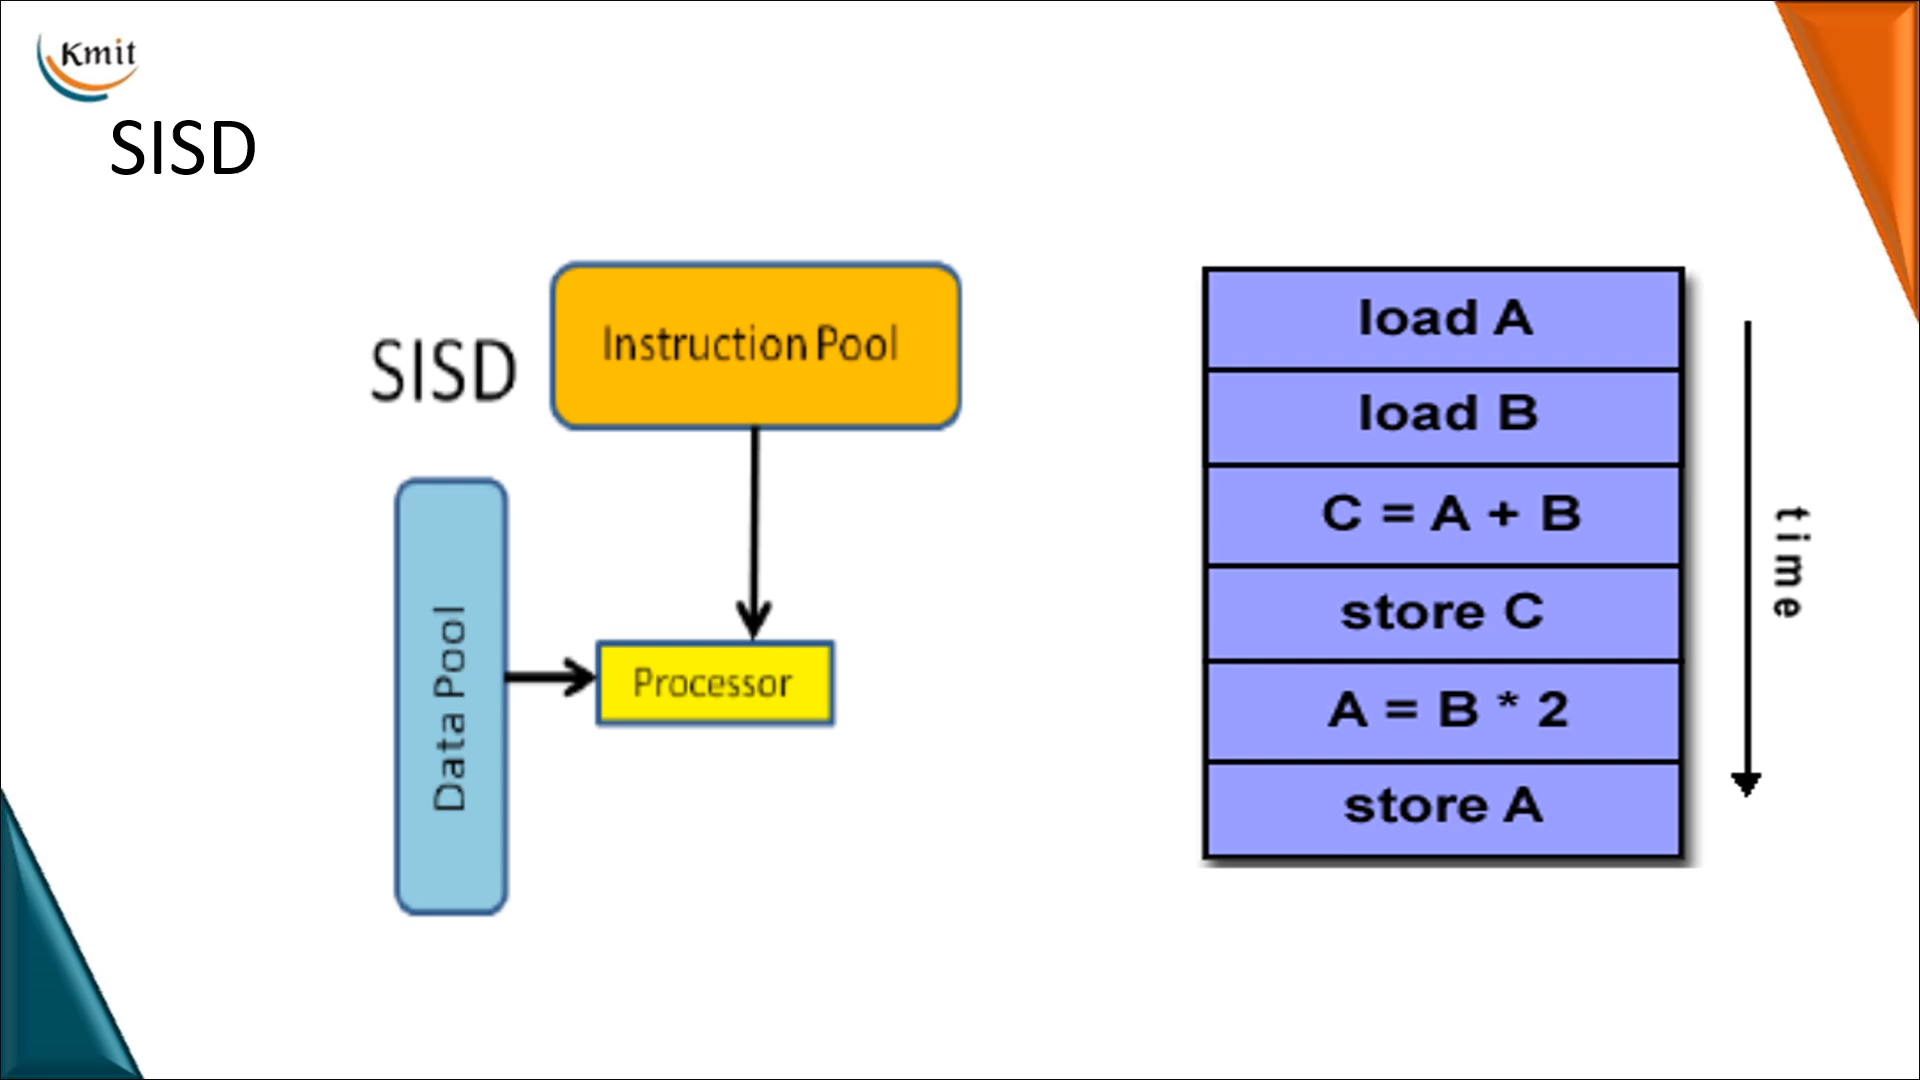 Kmit
SISD
SISD
Instruction Pool
Data Pool
Processor
load A
load B
C = A + B
store C
A = B * 2
store A
time